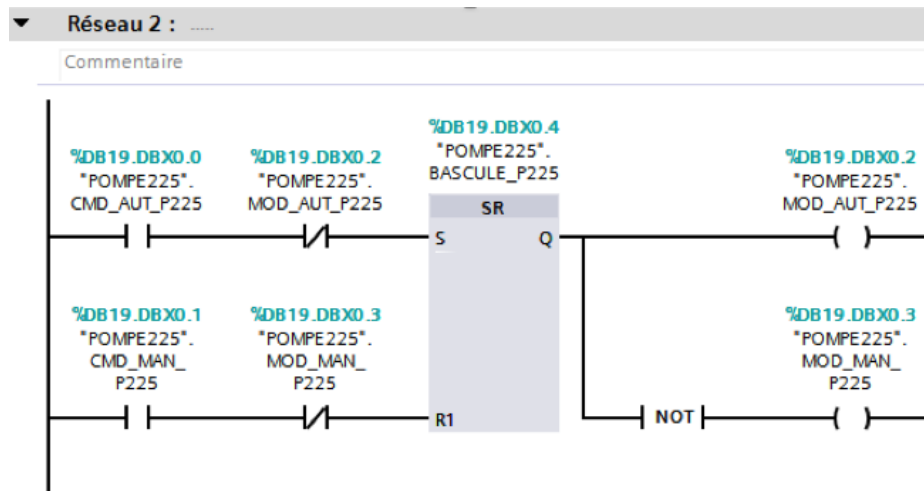 Réseau 2 : .....
Commentaire
%DB19.DBX0.0
"POMPE225".
CMD_AUT_P225
%DB19.DBX0.2
"POMPE225".
MOD_AUT_P225
%DB19.DBX0.4
"POMPE225".
BASCULE_P225
SR
S
Q
%DB19.DBX0.2
"POMPE225".
MOD_AUT_P225
%DB19.DBX0.1
"POMPE225".
CMD_MAN_
P225
%DB19.DBX0.3
"POMPE225".
MOD_MAN_
P225
R1
NOT
%DB19.DBX0.3
"POMPE225".
MOD_MAN_
P225